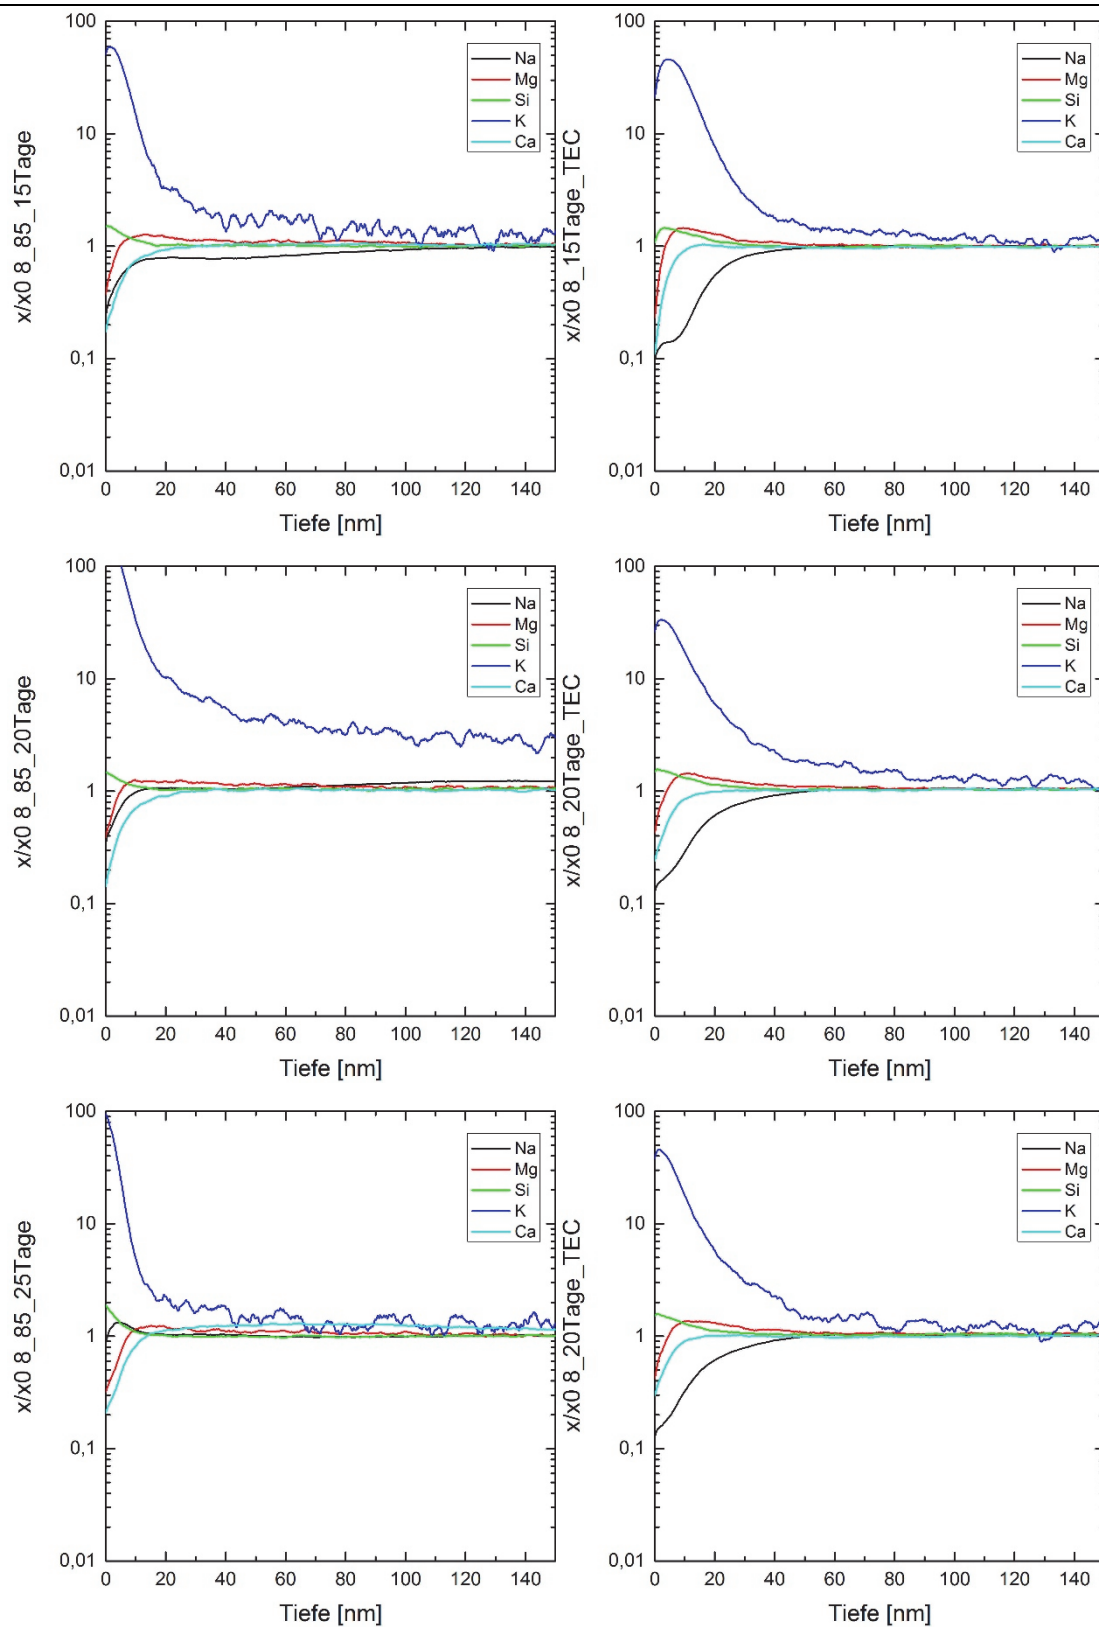 x/x0 8_85_15Tage
100
10
1
0,1
0,01
Na
Mg
Si
K
Ca
0 20 40 60 80 100 120 140
Tiefe [nm]
x/x0 8_15Tage_TEC
100
10
1
0,1
0,01
Na
Mg
Si
K
Ca
0 20 40 60 80 100 120 140
Tiefe [nm]
x/x0 8_85_20Tage
100
10
1
0,1
0,01
Na
Mg
Si
K
Ca
0 20 40 60 80 100 120 140
Tiefe [nm]
x/x0 8_20Tage_TEC
100
10
1
0,1
0,01
Na
Mg
Si
K
Ca
0 20 40 60 80 100 120 140
Tiefe [nm]
x/x0 8_85_25Tage
100
10
1
0,1
0,01
Na
Mg
Si
K
Ca
0 20 40 60 80 100 120 140
Tiefe [nm]
x/x0 8_20Tage_TEC
100
10
1
0,1
0,01
Na
Mg
Si
K
Ca
0 20 40 60 80 100 120 140
Tiefe [nm]